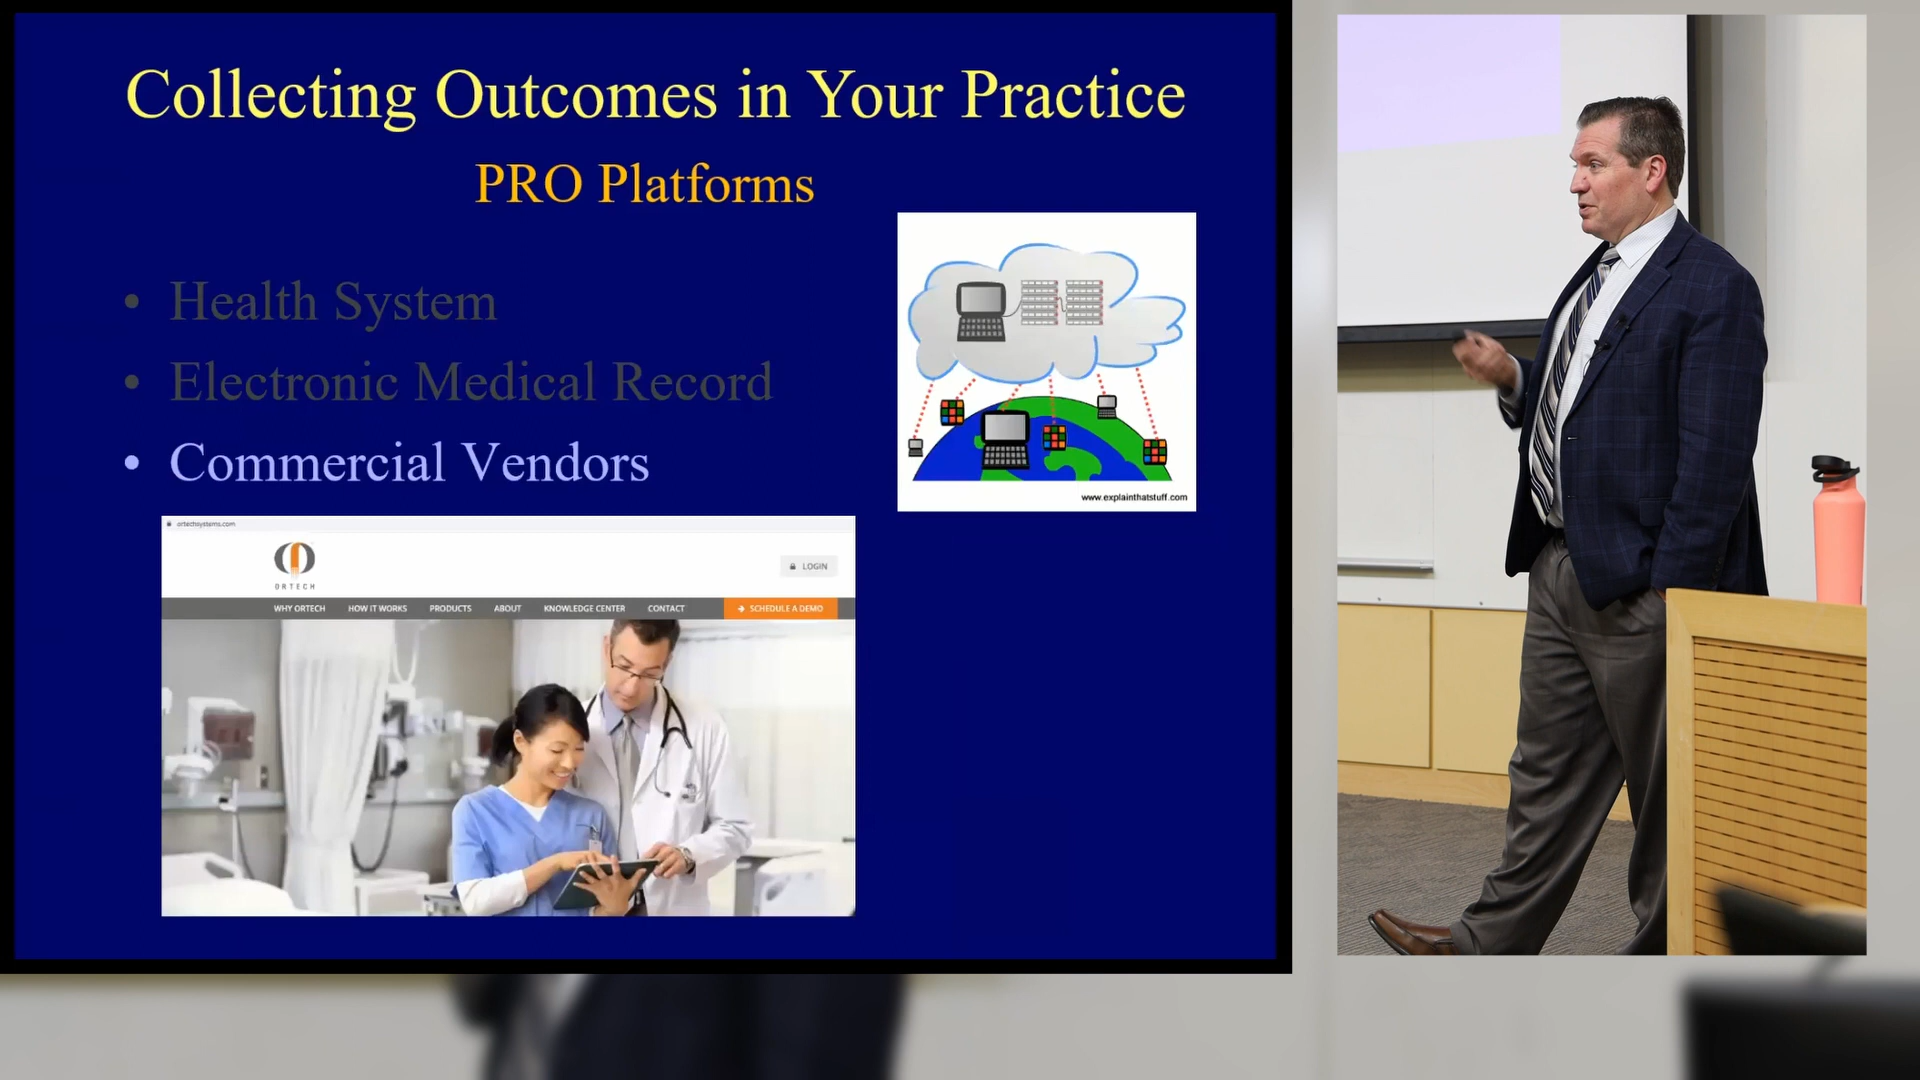 Collecting Outcomes in Your Practice
PRO Platforms
• Health System
• Electronic Medical Record
• Commercial Vendors
www.explainthatstuff.com
ortechsystems.com
ORTECH
LOGIN
WHY ORTECH HOW IT WORKS PRODUCTS ABOUT KNOWLEDGE CENTER CONTACT SCHEDULE A DEMO